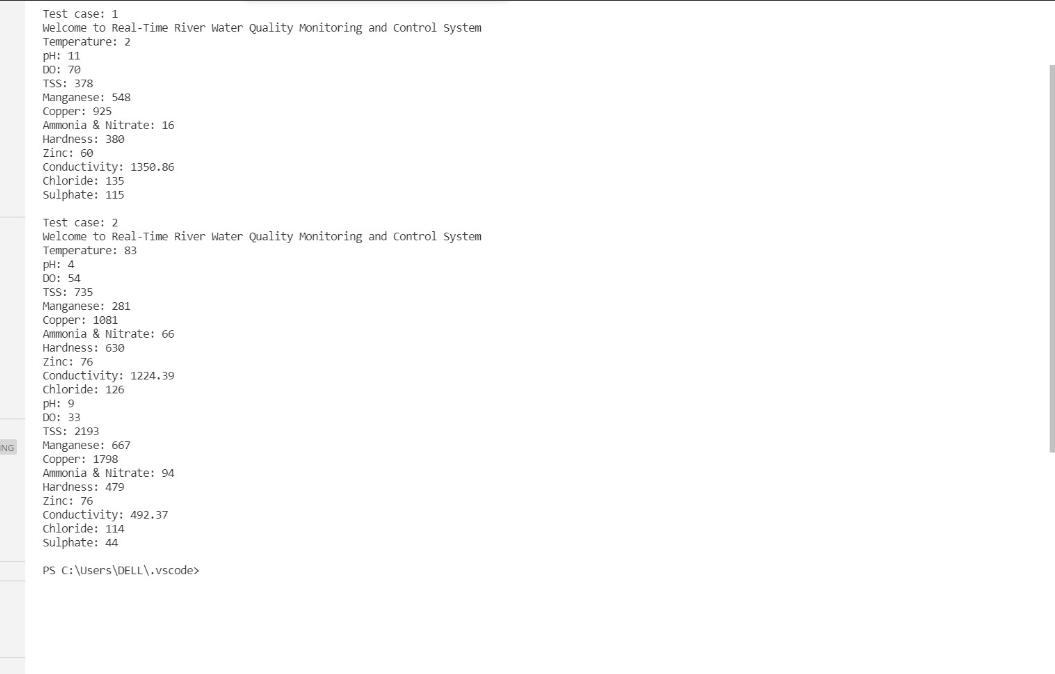 Test case: 1
Welcome to Real-Time River Water Quality Monitoring and Control System
Temperature: 2
pH: 11
DO: 70
TSS: 378
Manganese: 548
Copper: 925
Ammonia & Nitrate: 16
Hardness: 380
Zinc: 60
Conductivity: 1350.86
Chloride: 135
Sulphate: 115
Test case: 2
Welcome to Real-Time River Water Quality Monitoring and Control System
Temperature: 83
pH: 4
DO: 54
TSS: 735
Manganese: 281
Copper: 1081
Ammonia & Nitrate: 66
Hardness: 630
Zinc: 76
Conductivity: 1224.39
Chloride: 126
pH: 9
DO: 33
TSS: 2193
Manganese: 667
ING
Copper: 1798
Ammonia & Nitrate: 94
Hardness: 479
Zinc: 76
Conductivity: 492.37
Chloride: 114
Sulphate: 44
PS C:\Users\DELL\.vscode>